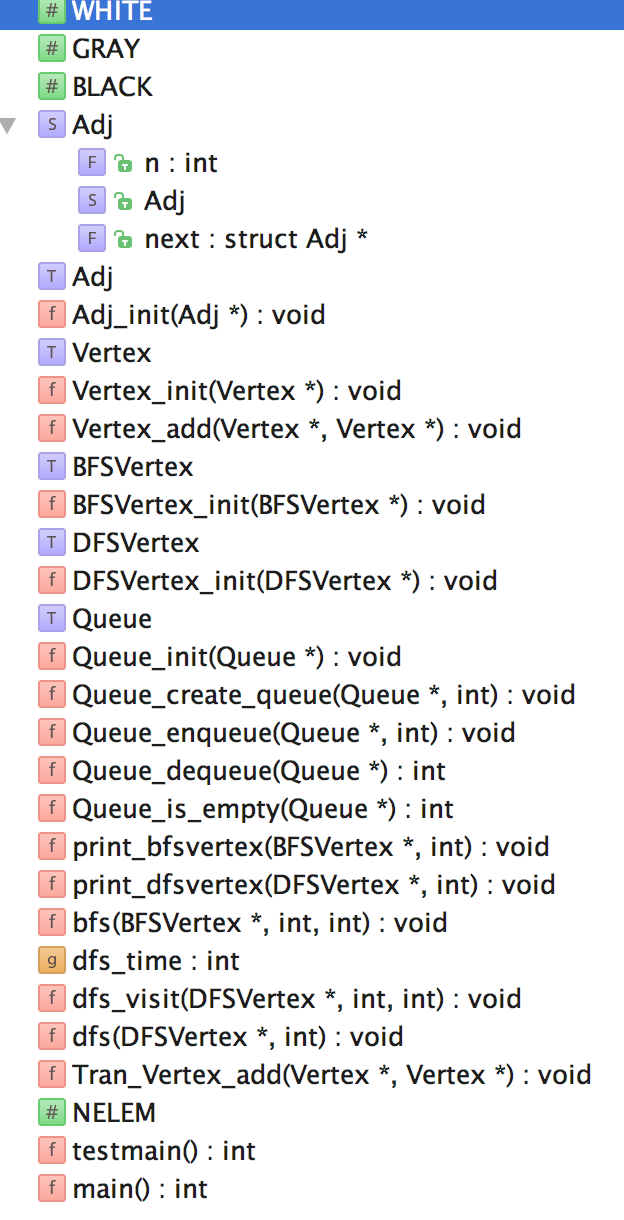 # WHITE
# GRAY
# BLACK
S Adj
F n : int
S Adj
F next : struct Adj *
T Adj
f Adj_init(Adj *) : void
T Vertex
f Vertex_init(Vertex *) : void
f Vertex_add(Vertex *, Vertex *) : void
T BFSVertex
f BFSVertex_init(BFSVertex *) : void
T DFSVertex
f DFSVertex_init(DFSVertex *) : void
T Queue
f Queue_init(Queue *) : void
f Queue_create_queue(Queue *, int) : void
f Queue_enqueue(Queue *, int) : void
f Queue_dequeue(Queue *) : int
f Queue_is_empty(Queue *) : int
f print_bfsvertex(BFSVertex *, int) : void
f print_dfsvertex(DFSVertex *, int) : void
f bfs(BFSVertex *, int, int) : void
g dfs_time : int
f dfs_visit(DFSVertex *, int, int) : void
f dfs(DFSVertex *, int) : void
f Tran_Vertex_add(Vertex *, Vertex *) : void
# NELEM
f testmain() : int
f main() : int